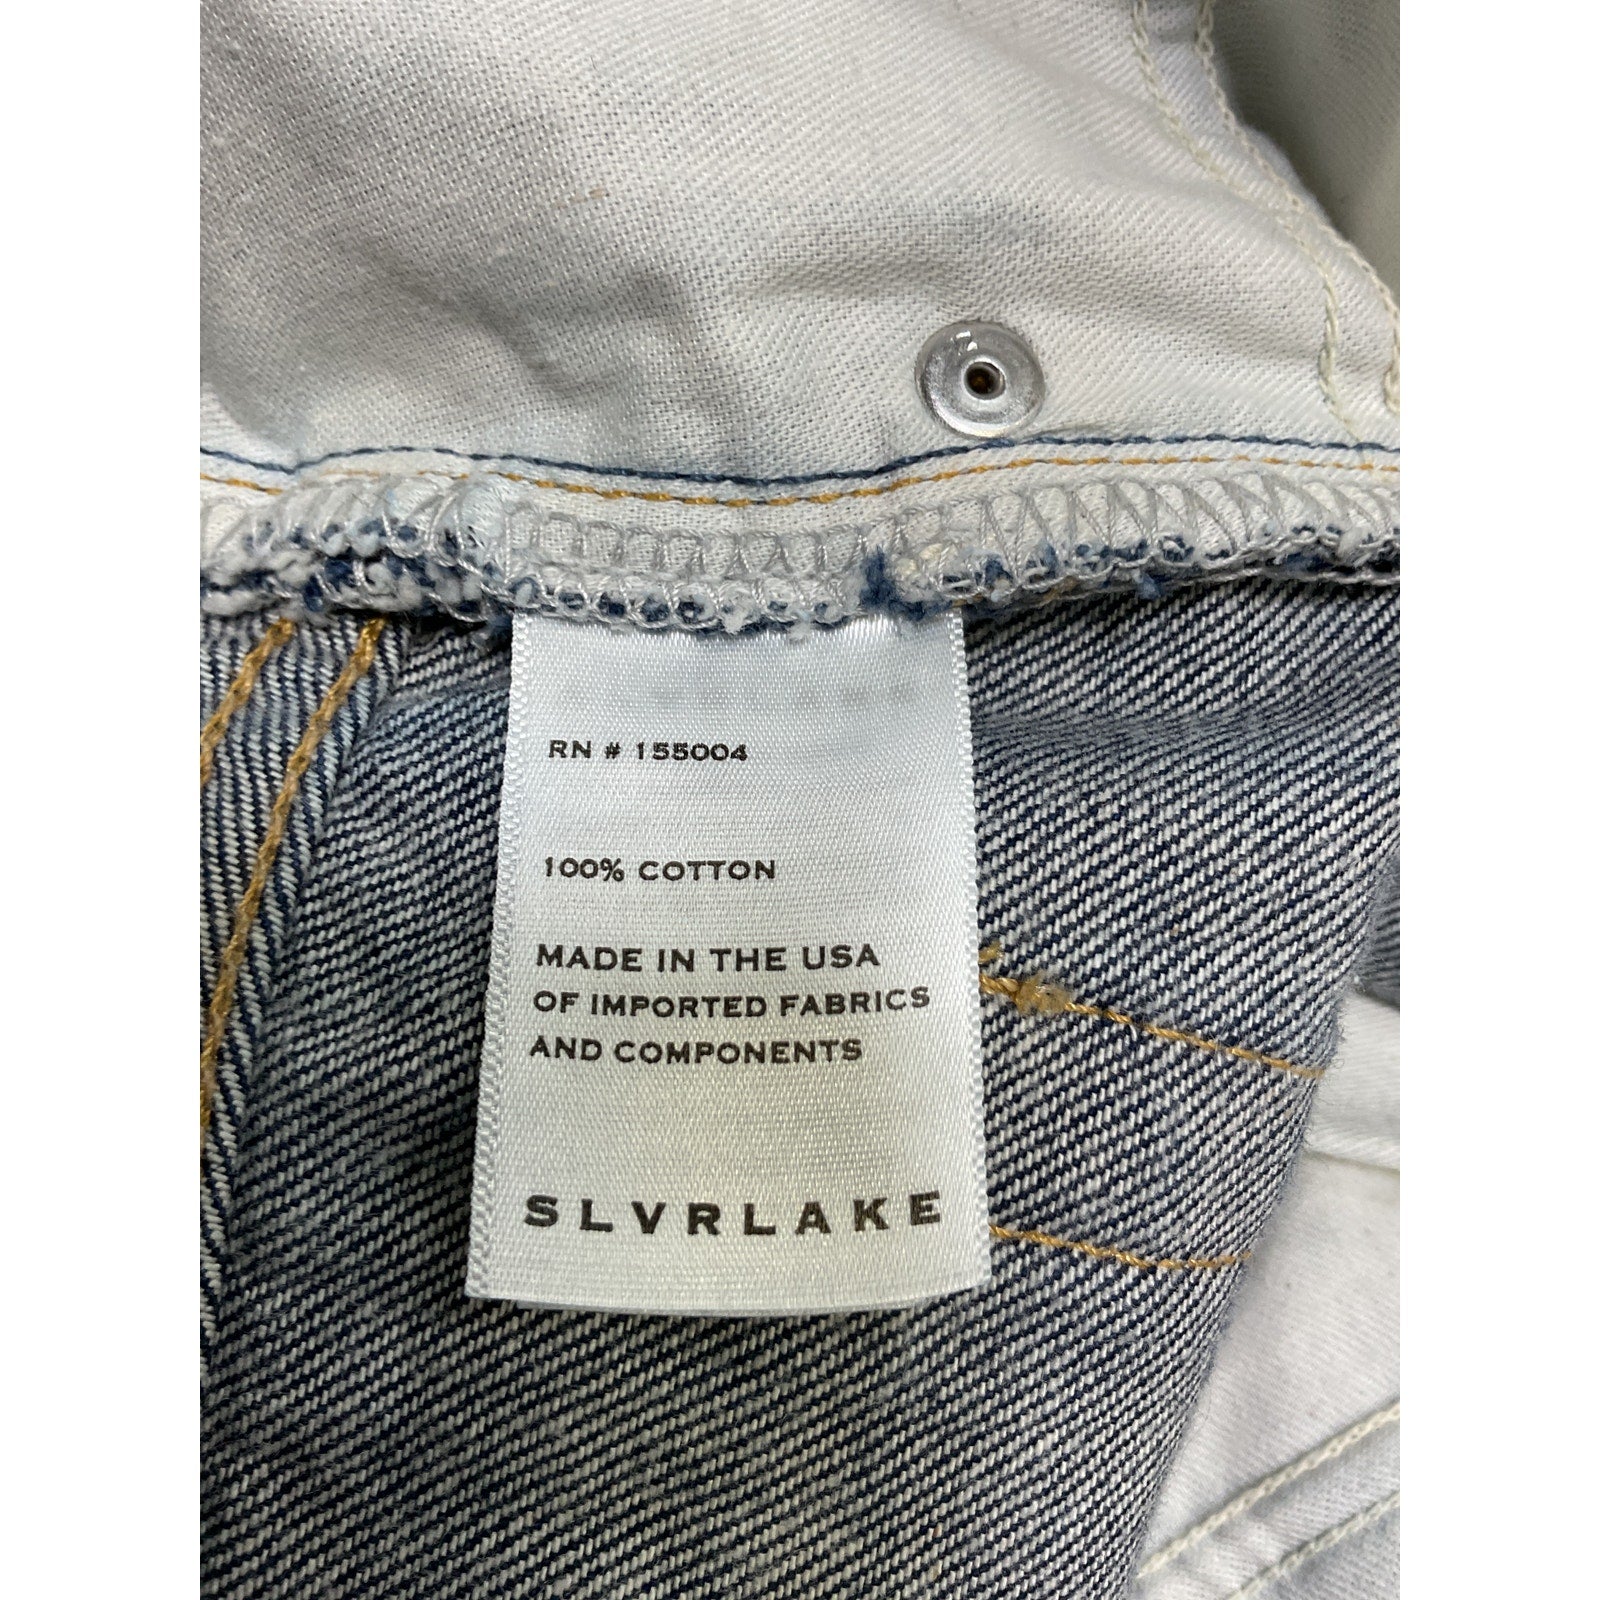 RN # 155004
100% COTTON
MADE IN THE USA
OF IMPORTED FABRICS
AND COMPONENTS
SLVRLAKE